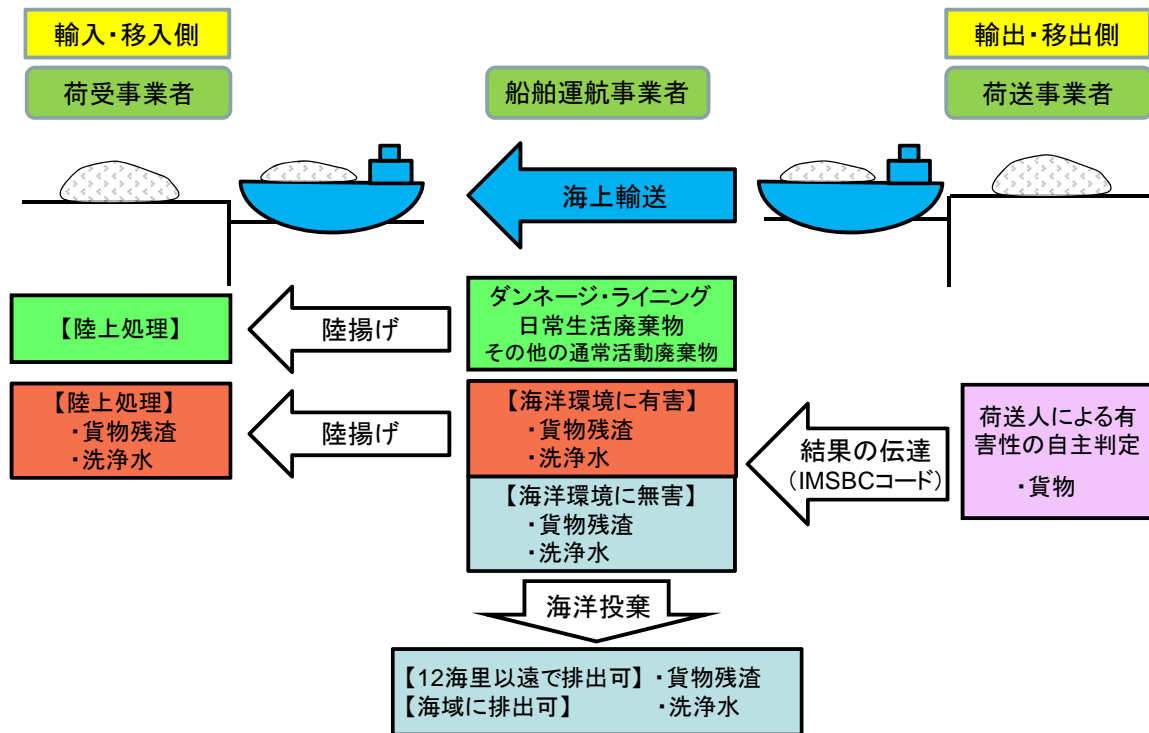 輸入・移入側
輸出・移出側
荷受事業者
船舶運航事業者
荷送事業者
海上輸送
【陸上処理】
陸揚げ
ダンネージ・ライニング
日常生活廃棄物
その他の通常活動廃棄物
【陸上処理】
・貨物残渣
・洗浄水
陸揚げ
【海洋環境に有害】
・貨物残渣
・洗浄水
結果の伝達
（IMSBCコード）
荷送人による有
害性の自主判定
・貨物
【海洋環境に無害】
・貨物残渣
・洗浄水
海洋投棄
【12海里以遠で排出可】・貨物残渣
【海域に排出可】 ・洗浄水